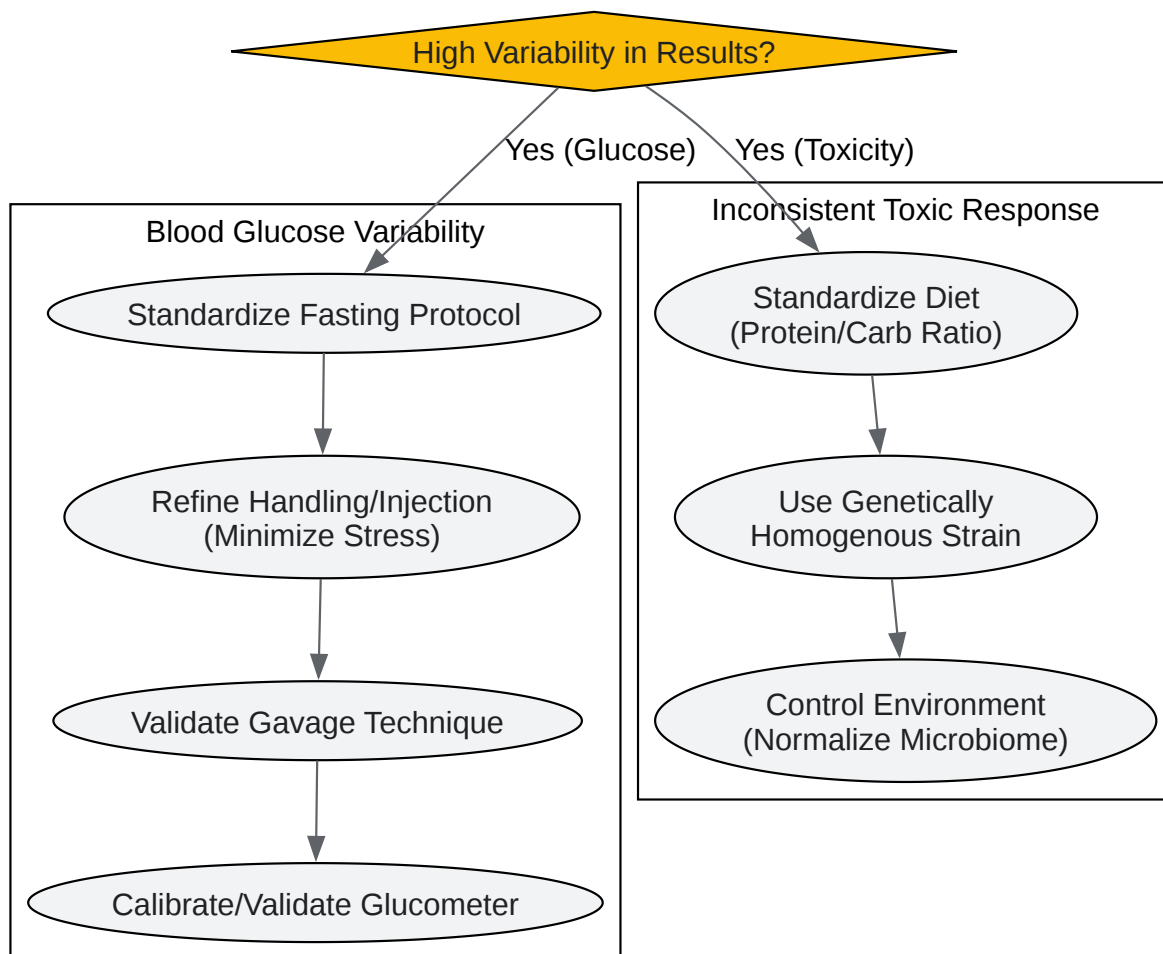 High Variability in Results?
Yes (Glucose)
Yes (Toxicity)
Blood Glucose Variability
Standardize Fasting Protocol
Refine Handling/Injection
(Minimize Stress)
Validate Gavage Technique
Calibrate/Validate Glucometer
Inconsistent Toxic Response
Standardize Diet
(Protein/Carb Ratio)
Use Genetically
Homogenous Strain
Control Environment
(Normalize Microbiome)